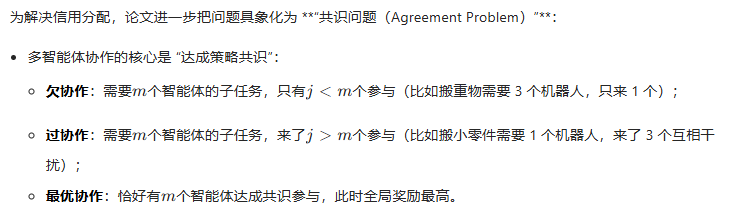 为解决信用分配，论文进一步把问题具象化为 **“共识问题（Agreement Problem）”**：
• 多智能体协作的核心是 “达成策略共识”：
○ 欠协作：需要m个智能体的子任务，只有j < m个参与（比如搬重物需要 3 个机器人，只来 1 个）；
○ 过协作：需要m个智能体的子任务，来了j > m个参与（比如搬小零件需要 1 个机器人，来了 3 个互相干
扰）；
○ 最优协作：恰好有m个智能体达成共识参与，此时全局奖励最高。